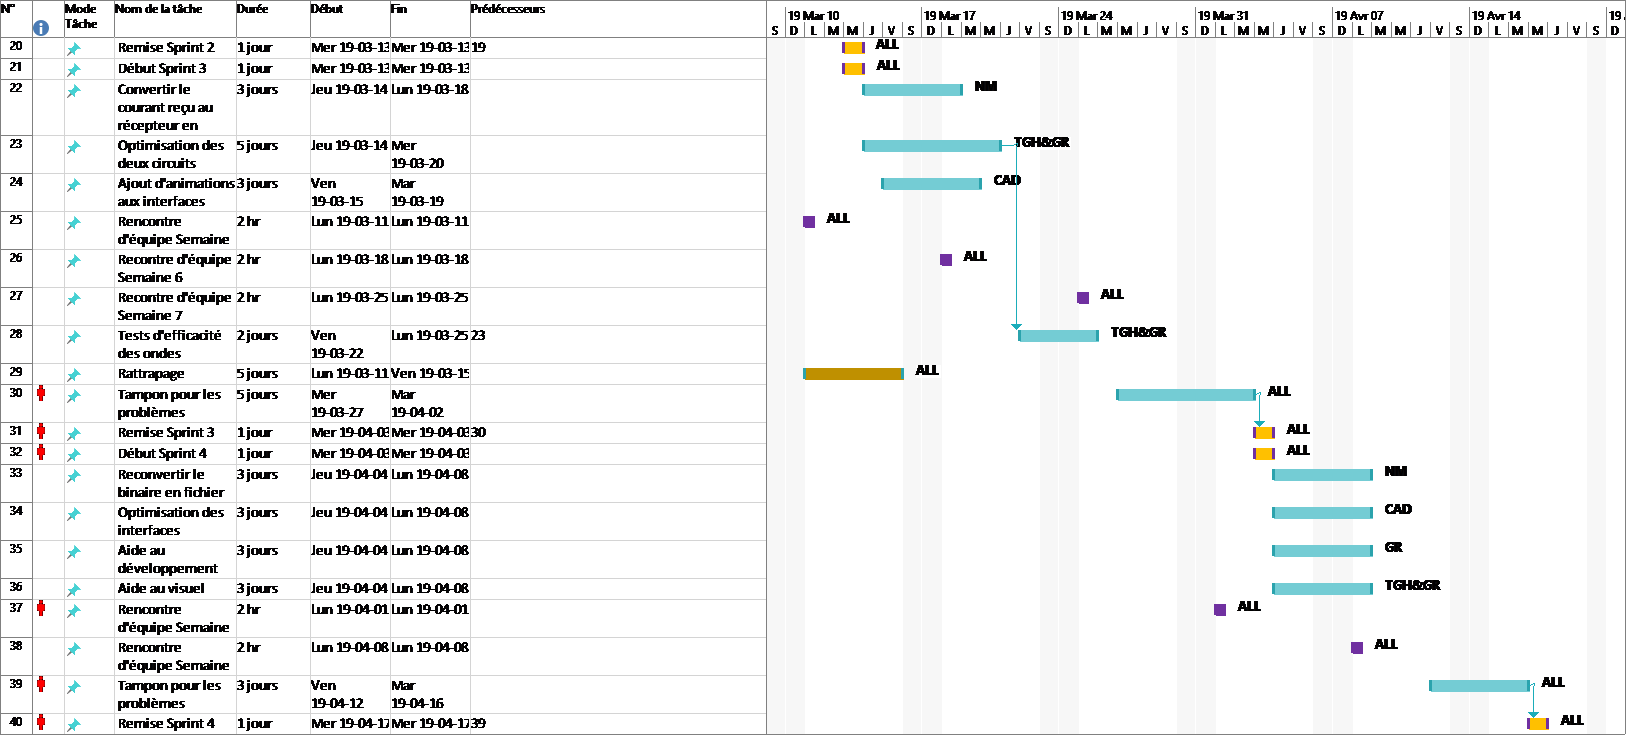 N° Mode Tâche Nom de la tâche Durée Début Fin Prédécesseurs
19 Mar 10 19 Mar 17 19 Mar 24 19 Mar 31 19 Avr 07 19 Avr 14 19
S D L M M J V S D L M M J V S D L M M J V S D L M M J V S D L M M J V S D L M M J V S D
20 Remise Sprint 2 1 jour Mer 19-03-13 Mer 19-03-13 19 ALL
21 Début Sprint 3 1 jour Mer 19-03-13 Mer 19-03-13 ALL
22 Convertir le 3 jours Jeu 19-03-14 Lun 19-03-18 NM
courant reçu au
récepteur en
23 Optimisation des 5 jours Jeu 19-03-14 Mer TGH&GR
deux circuits 19-03-20
24 Ajout d'animations 3 jours Ven Mar CAD
aux interfaces 19-03-15 19-03-19
25 Rencontre 2 hr Lun 19-03-11 Lun 19-03-11 ALL
d'équipe Semaine
26 Recontre d'équipe 2 hr Lun 19-03-18 Lun 19-03-18 ALL
Semaine 6
27 Recontre d'équipe 2 hr Lun 19-03-25 Lun 19-03-25 ALL
Semaine 7
28 Tests d'efficacité 2 jours Ven Lun 19-03-25 23 TGH&GR
des ondes 19-03-22
29 Rattrapage 5 jours Lun 19-03-11 Ven 19-03-15 ALL
30 Tampon pour les 5 jours Mer Mar ALL
problèmes 19-03-27 19-04-02
31 Remise Sprint 3 1 jour Mer 19-04-03 Mer 19-04-03 30 ALL
32 Début Sprint 4 1 jour Mer 19-04-03 Mer 19-04-03 ALL
33 Reconvertir le 3 jours Jeu 19-04-04 Lun 19-04-08 NM
binaire en fichier
34 Optimisation des 3 jours Jeu 19-04-04 Lun 19-04-08 CAD
interfaces
35 Aide au 3 jours Jeu 19-04-04 Lun 19-04-08 GR
développement
36 Aide au visuel 3 jours Jeu 19-04-04 Lun 19-04-08 TGH&GR
37 Rencontre 2 hr Lun 19-04-01 Lun 19-04-01 ALL
d'équipe Semaine
38 Rencontre 2 hr Lun 19-04-08 Lun 19-04-08 ALL
d'équipe Semaine
39 Tampon pour les 3 jours Ven Mar ALL
problèmes 19-04-12 19-04-16
40 Remise Sprint 4 1 jour Mer 19-04-17 Mer 19-04-17 39 ALL